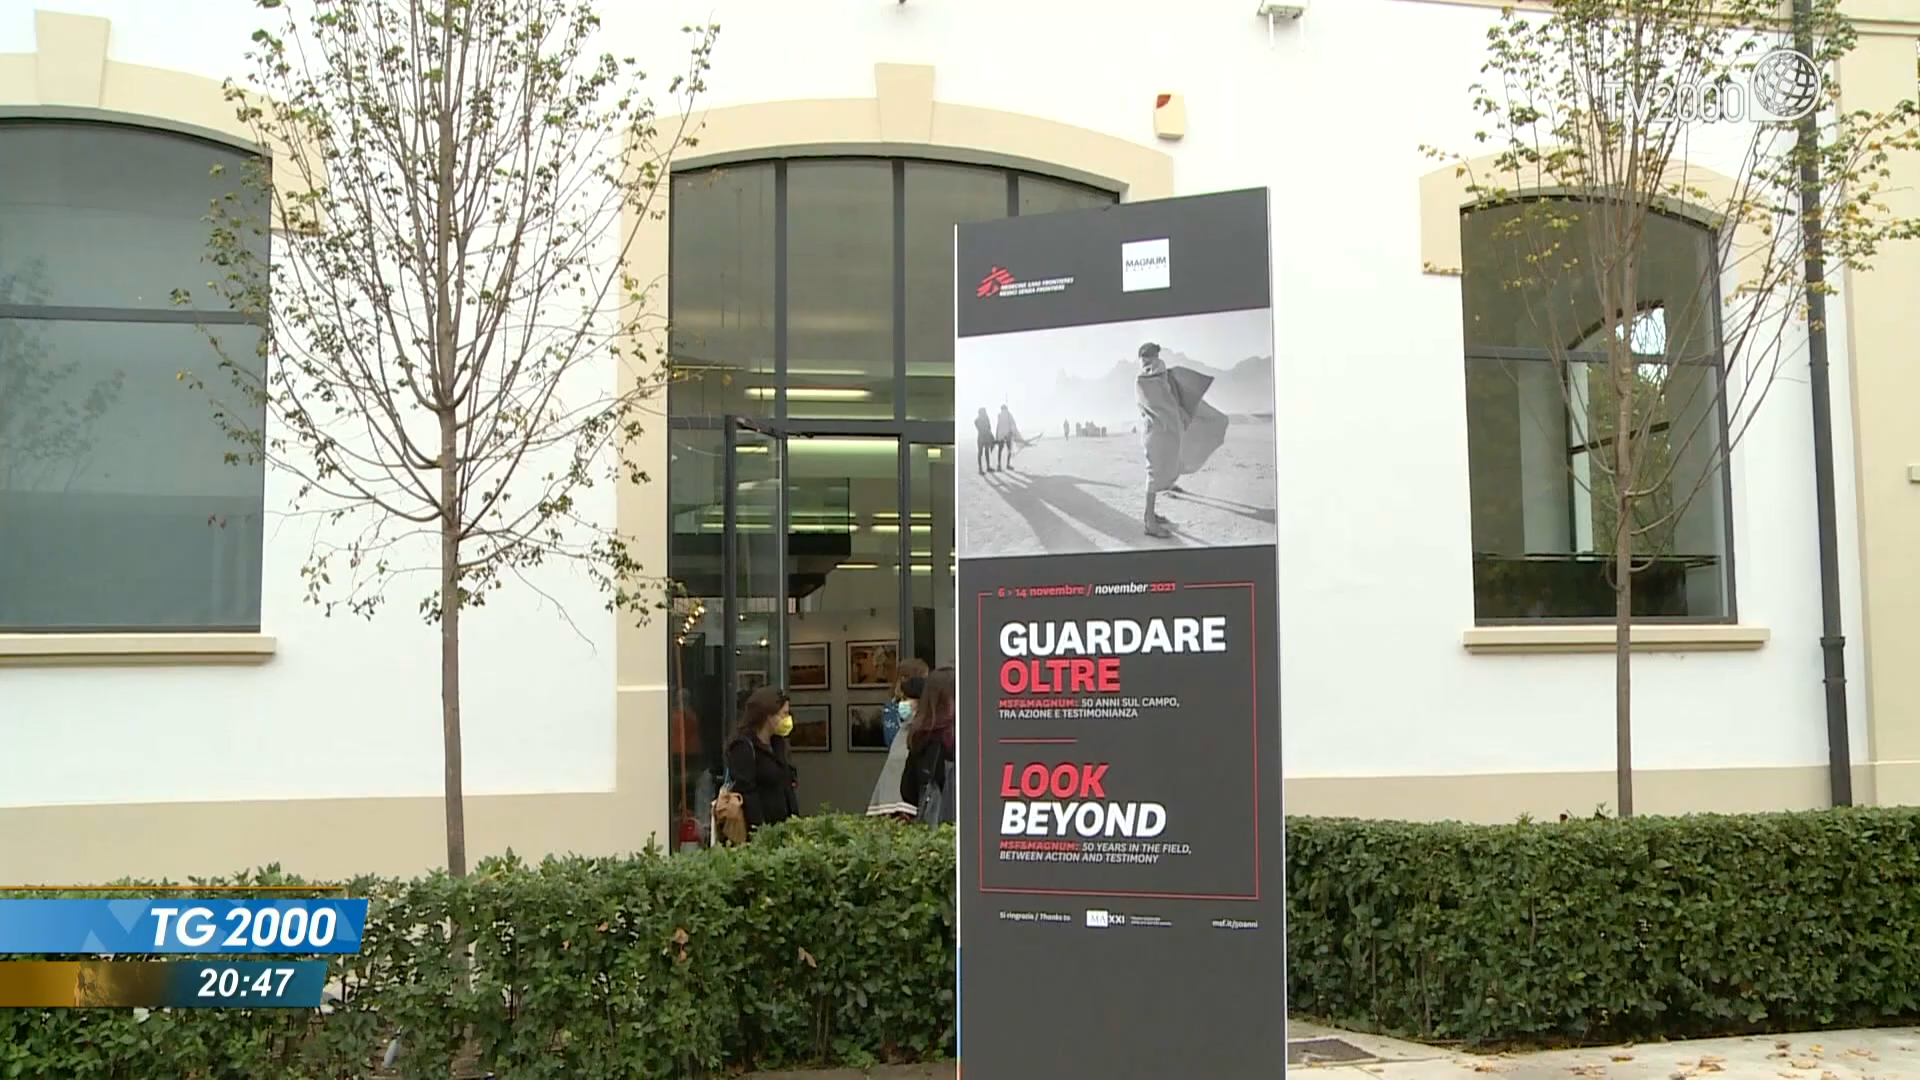 TV2000
MEDECINS SANS FRONTIERES
MEDICI SENZA FRONTIERE
MAGNUM
PHOTOS
6 > 14 novembre / november 2021
GUARDARE
OLTRE
MSF&MAGNUM: 50 ANNI SUL CAMPO,
TRA AZIONE E TESTIMONIANZA
LOOK
BEYOND
MSF&MAGNUM: 50 YEARS IN THE FIELD,
BETWEEN ACTION AND TESTIMONY
Si ringrazia / Thanks to
MAXXI
msf.it/50anni
TG 2000
20:47